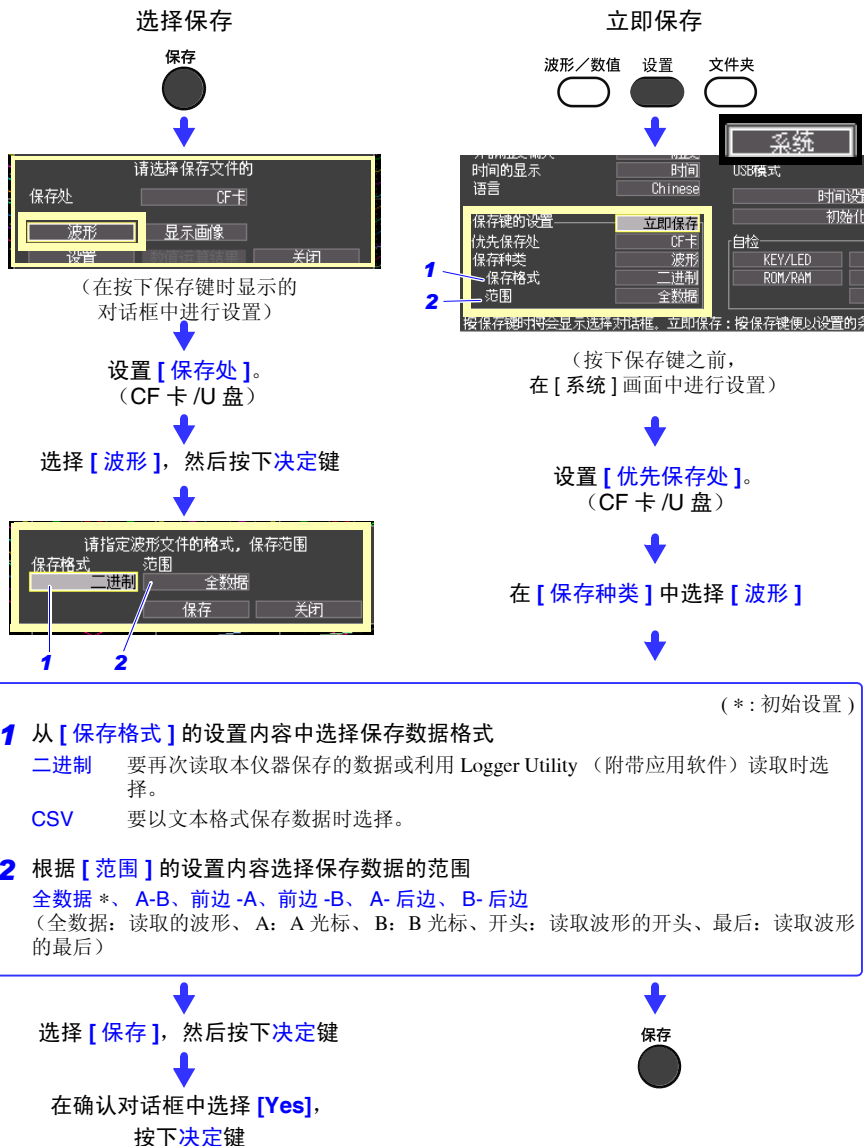 选择保存
保存
请选择保存文件的
保存处 CF卡
波形 显示画像
设置 数值运算结果 关闭
（在按下保存键时显示的
对话框中进行设置）
设置 [ 保存处 ]。
（CF 卡 /U 盘）
选择 [ 波形 ]，然后按下决定键
请指定波形文件的格式，保存范围
保存格式 范围
二进制 全数据
保存 关闭
1 2
立即保存
波形／数值 设置 文件夹
系统
时间的显示 时间 USB模式
语言 Chinese
时间设置
初始化
保存键的设置 立即保存
优先保存处 CF卡 自检
保存种类 波形 KEY/LED
1 保存格式 二进制 ROM/RAM
2 范围 全数据
按保存键时将会显示选择对话框。立即保存：按保存键便以设置的
（按下保存键之前，
在 [ 系统 ] 画面中进行设置）
设置 [ 优先保存处 ]。
（CF 卡 /U 盘）
在 [ 保存种类 ] 中选择 [ 波形 ]
( * : 初始设置 )
1 从 [ 保存格式 ] 的设置内容中选择保存数据格式
二进制 要再次读取本仪器保存的数据或利用 Logger Utility （附带应用软件）读取时选
择。
CSV 要以文本格式保存数据时选择。
2 根据 [ 范围 ] 的设置内容选择保存数据的范围
全数据 *、 A-B、前边 -A、前边 -B、 A- 后边、 B- 后边
（全数据：读取的波形、 A：A 光标、 B：B 光标、开头：读取波形的开头、最后：读取波形
的最后）
选择 [ 保存 ]，然后按下决定键
在确认对话框中选择 [Yes]，
按下决定键
保存